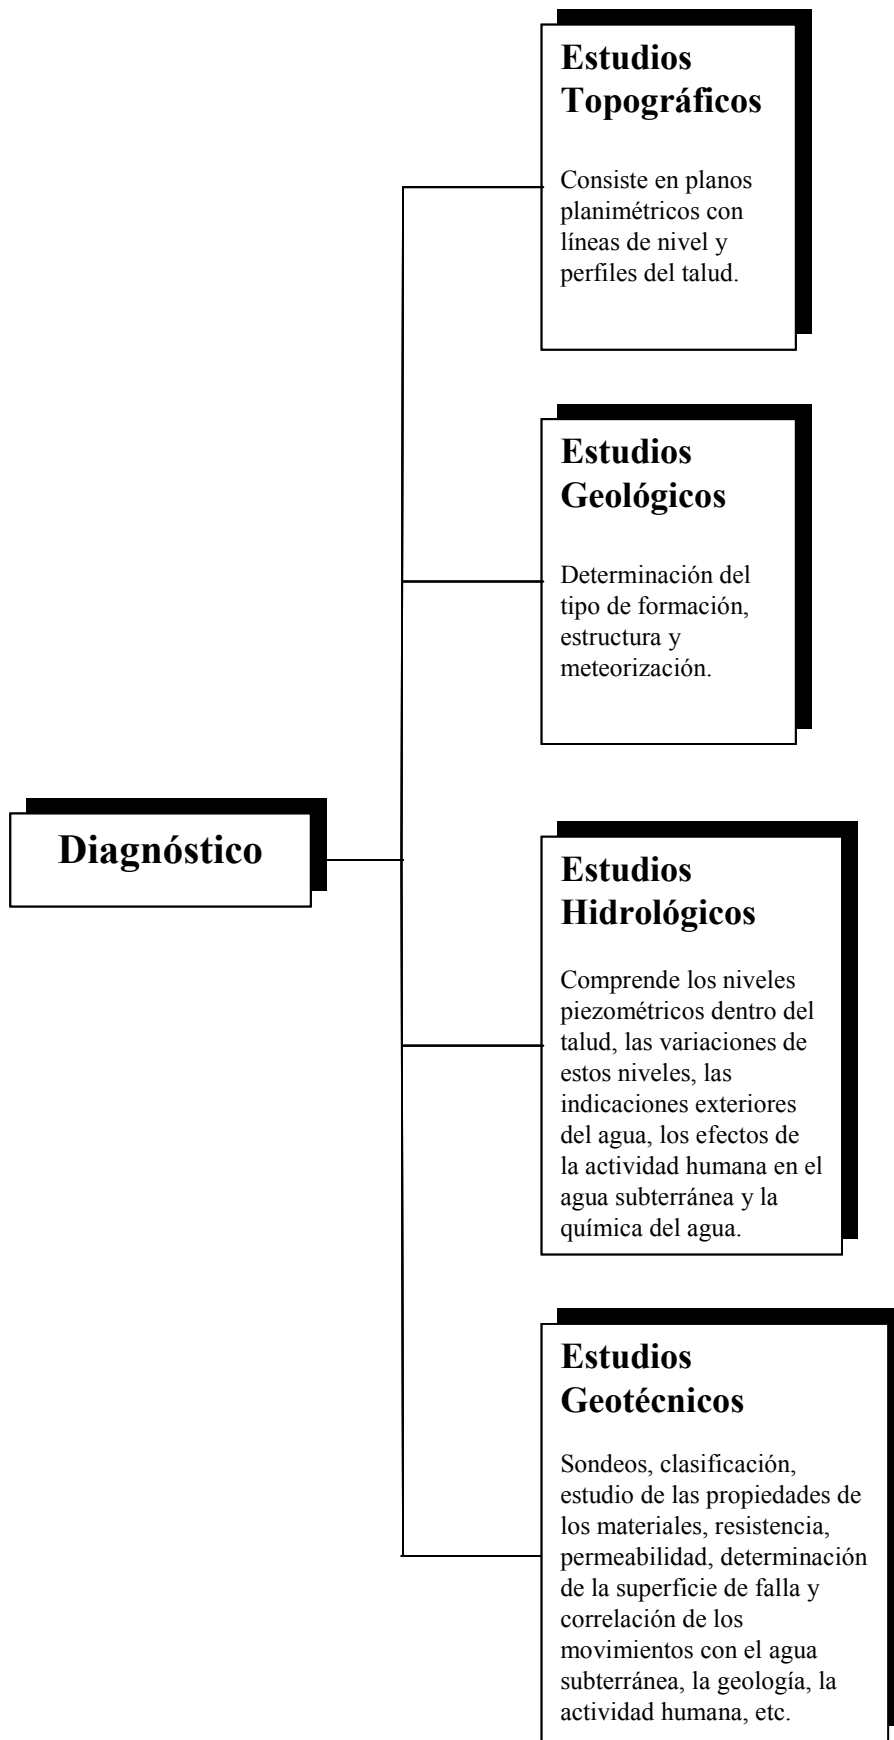 Estudios
Topográficos
Consiste en planos
planimétricos con
líneas de nivel y
perfiles del talud.
Estudios
Geológicos
Determinación del
tipo de formación,
estructura y
meteorización.
Diagnóstico
Estudios
Hidrológicos
Comprende los niveles
piezométricos dentro del
talud, las variaciones de
estos niveles, las
indicaciones exteriores
del agua, los efectos de
la actividad humana en el
agua subterránea y la
química del agua.
Estudios
Geotécnicos
Sondeos, clasificación,
estudio de las propiedades de
los materiales, resistencia,
permeabilidad, determinación
de la superficie de falla y
correlación de los
movimientos con el agua
subterránea, la geología, la
actividad humana, etc.